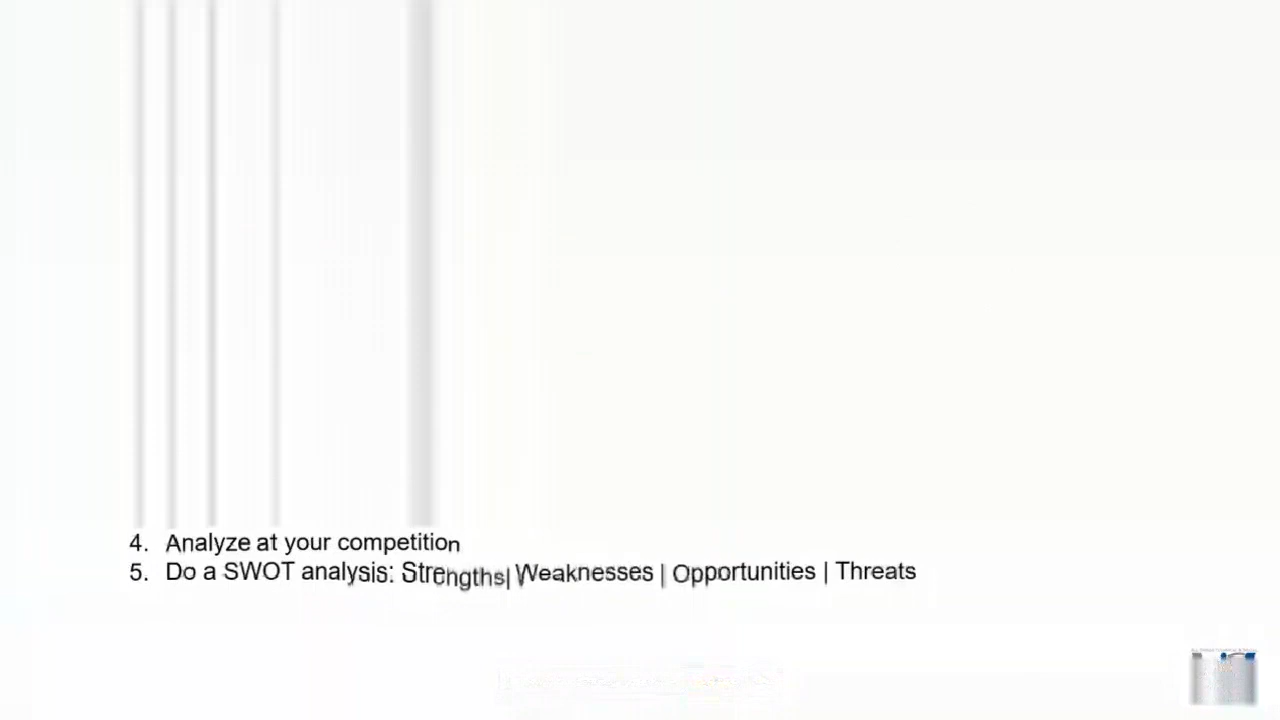 4. Analyze at your competition
5. Do a SWOT analysis: Strengths| Weaknesses | Opportunities | Threats